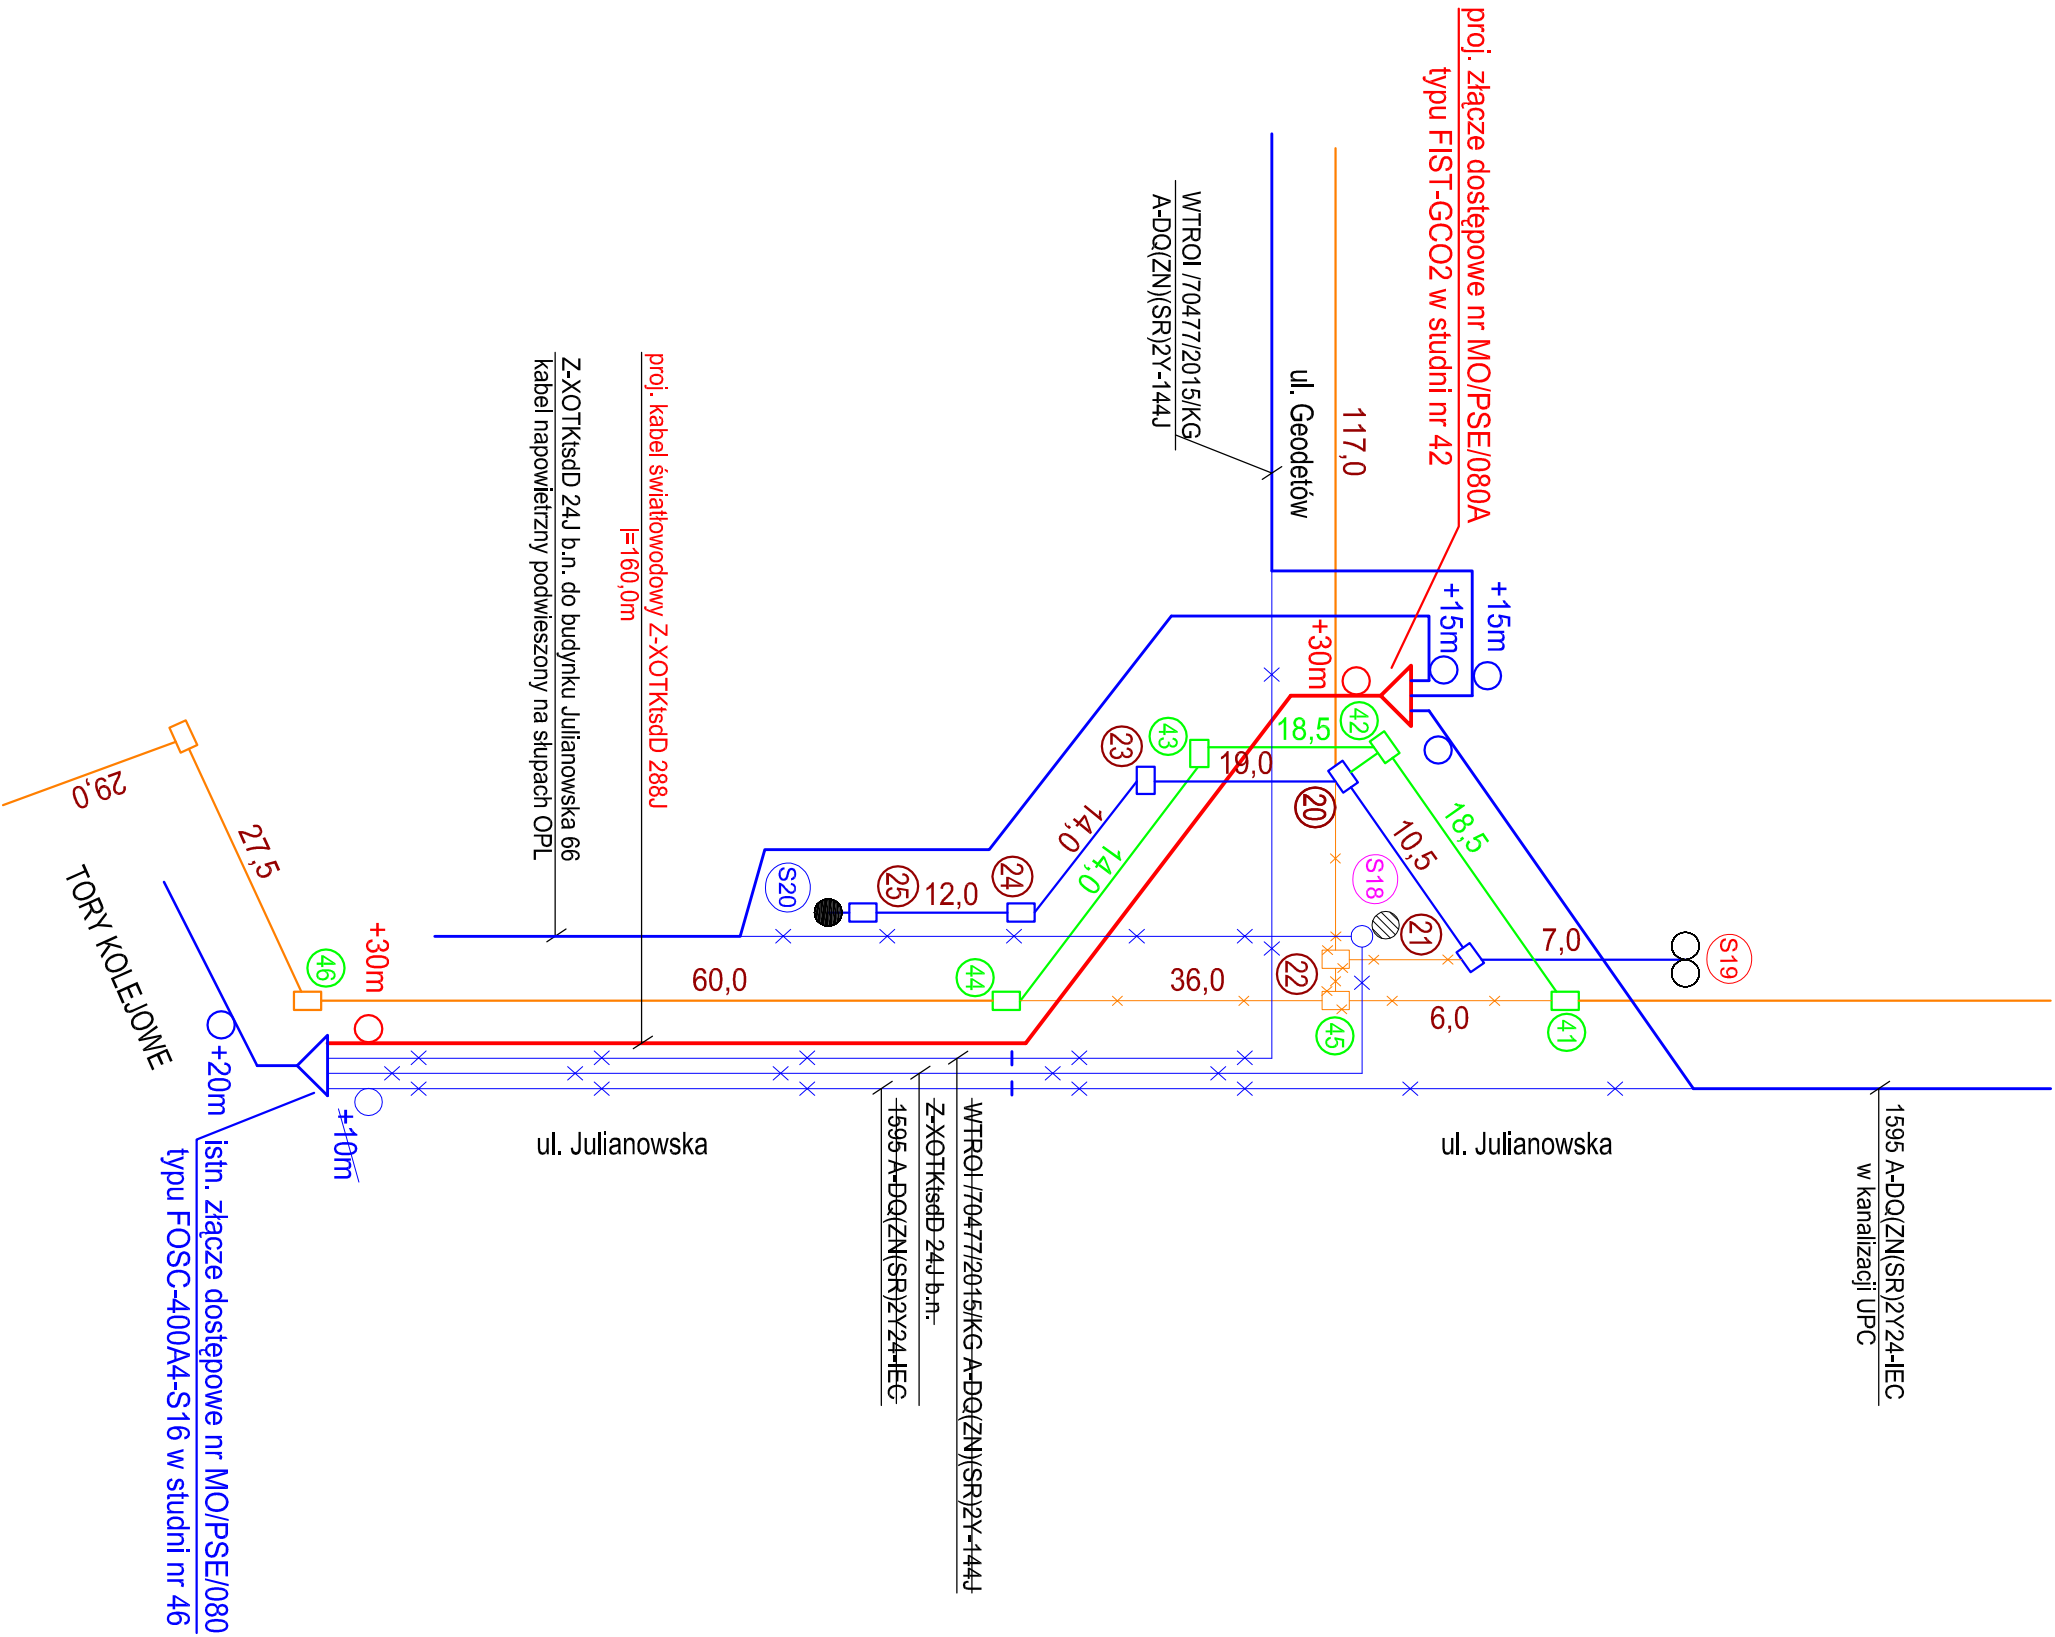 proj. złącze dostępowe nr MO/PSE/080A
typu FIST-GCO2 w studni nr 42
WTROI /70477/2015/KG
A-DQ(ZN)(SR)2Y-144J
ul. Geodetów
117,0
+15m
+15m
+30m
proj. kabel światłowodowy Z-XOTKtsdD 288J
l=160,0m
Z-XOTKtsdD 24J b.n. do budynku Julianowska 66
kabel napowietrzny podwieszony na słupach OPL
42
18,5
43
23
19,0
20
18,5
10,5
14,0
14,0
S18
24
12,0
25
S20
21
7,0
S19
22
36,0
44
60,0
45
6,0
41
46
+30m
27,5
29,0
TORY KOLEJOWE
+20m
+10m
ul. Julianowska
ul. Julianowska
WTROI /70477/2015/KG A-DQ(ZN)(SR)2Y-144J
Z-XOTKtsdD 24J b.n.
1595 A-DQ(ZN(SR)2Y24-IEC
1595 A-DQ(ZN(SR)2Y24-IEC
w kanalizacji UPC
istn. złącze dostępowe nr MO/PSE/080
typu FOSC-400A4-S16 w studni nr 46